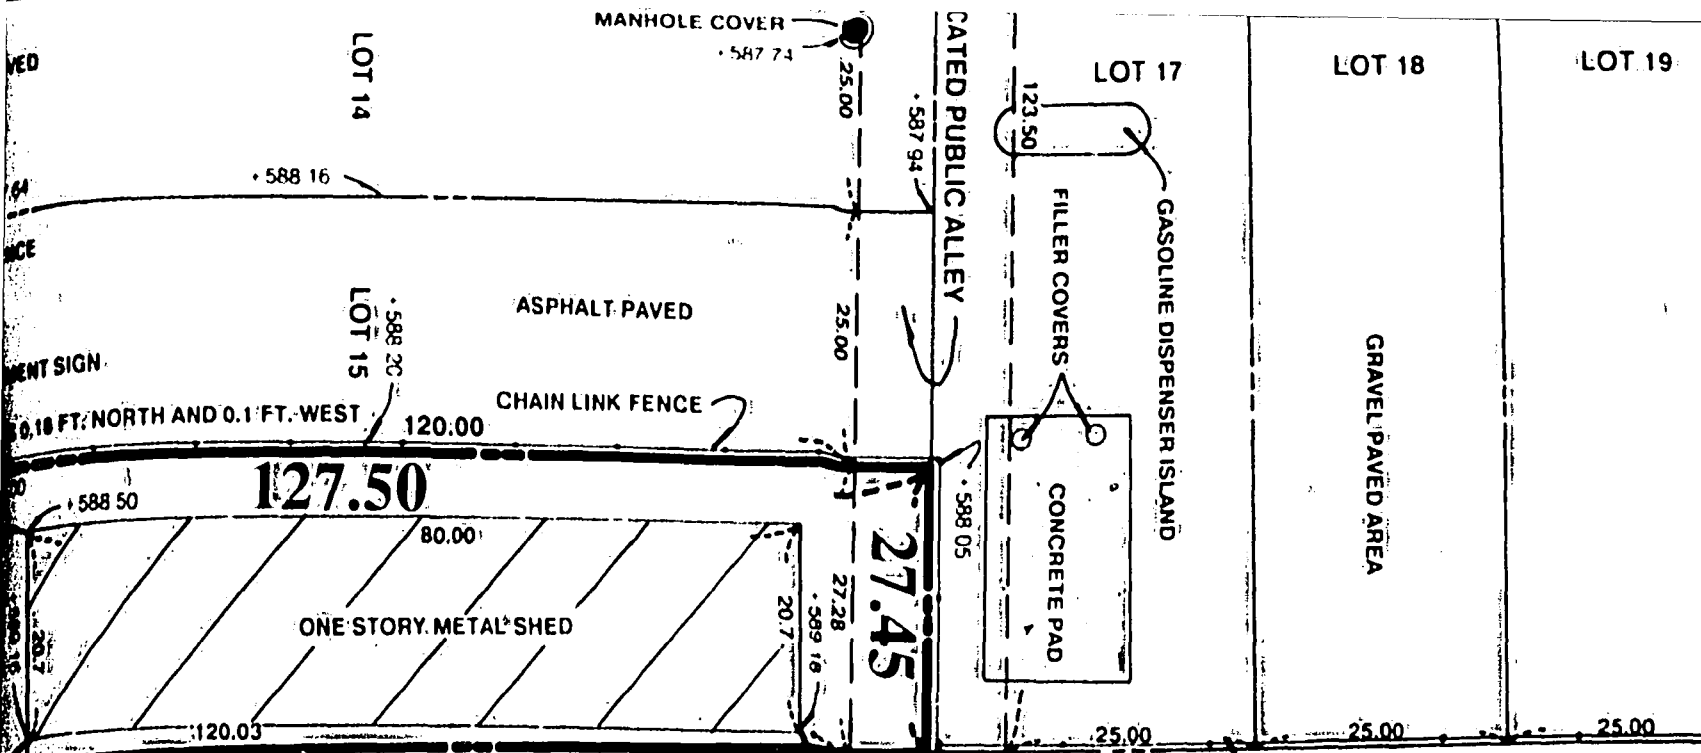 MANHOLE COVER
+587.74
LOT 14
25.00
CATED PUBLIC ALLEY
+587 94
123.50
LOT 17
LOT 18
LOT 19
+588 16
FILLER COVERS
GASOLINE DISPENSER ISLAND
ASPHALT PAVED
LOT 15
+588 20
25.00
GRAVEL PAVED AREA
MENT SIGN
0.18 FT. NORTH AND 0.1 FT. WEST
120.00
CHAIN LINK FENCE
127.50
+588 50
80.00
27.45
+588 05
CONCRETE PAD
ONE STORY METAL SHED
20.7
+589 18
27.28
20.7
120.03
25.00
25.00
25.00